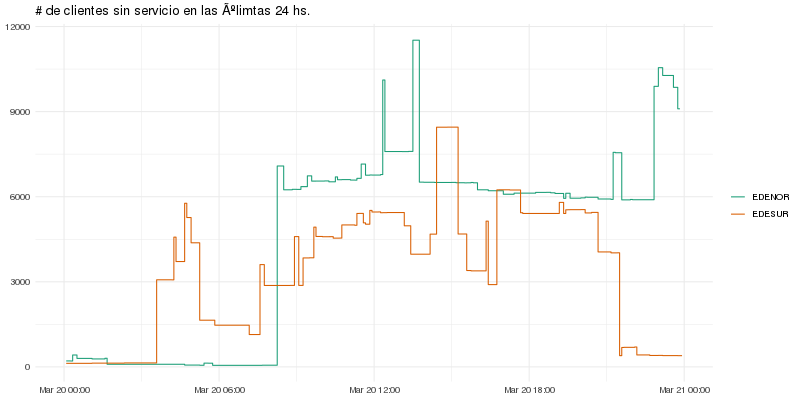 # de clientes sin servicio en las Ãºlimtas 24 hs.
12000
9000
6000
3000
0
Mar 20 00:00
Mar 20 06:00
Mar 20 12:00
Mar 20 18:00
Mar 21 00:00
EDENOR
EDESUR